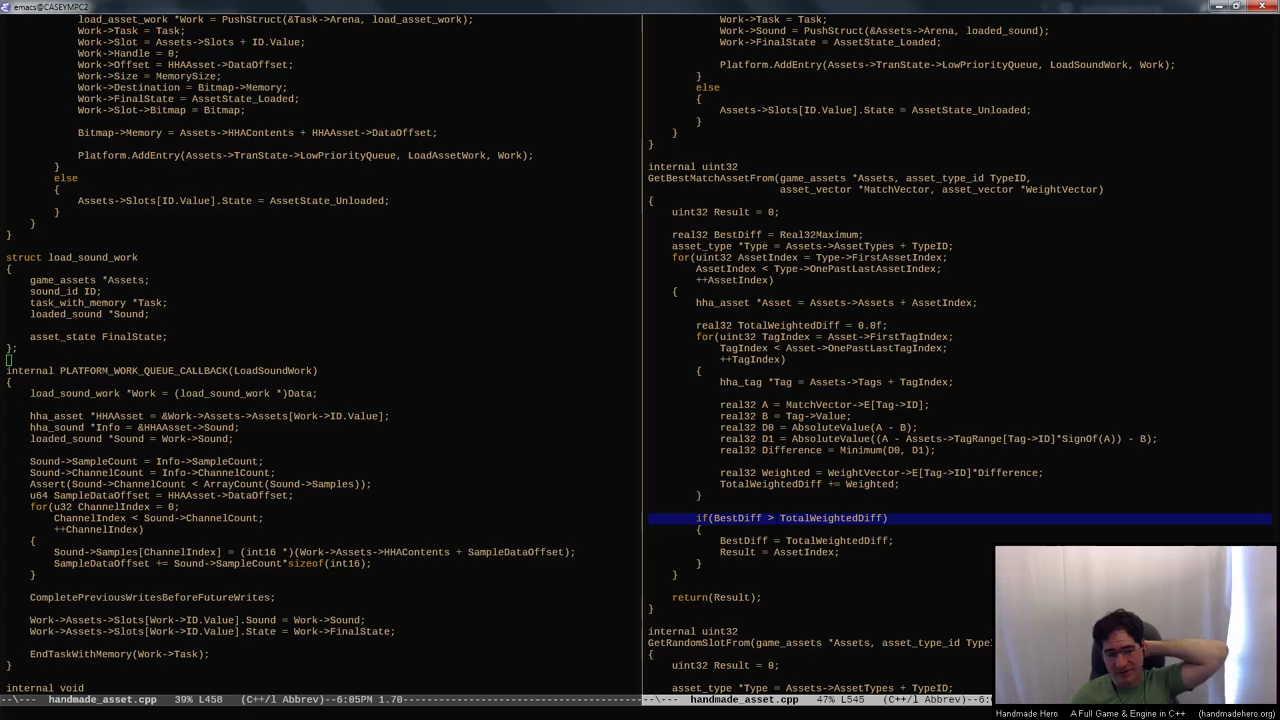 emacs@CASEYMPC2
load_asset_work *Work = PushStruct(&Task->Arena, load_asset_work);
Work->Task = Task;
Work->Slot = Assets->Slots + ID.Value;
Work->Handle = 0;
Work->Offset = HHAAsset->DataOffset;
Work->Size = MemorySize;
Work->Destination = Bitmap->Memory;
Work->FinalState = AssetState_Loaded;
Work->Slot->Bitmap = Bitmap;
Bitmap->Memory = Assets->HHAContents + HHAAsset->DataOffset;
Platform.AddEntry(Assets->TranState->LowPriorityQueue, LoadAssetWork, Work);
}
else
{
Assets->Slots[ID.Value].State = AssetState_Unloaded;
}
}
}
struct load_sound_work
{
game_assets *Assets;
sound_id ID;
task_with_memory *Task;
loaded_sound *Sound;
asset_state FinalState;
};
internal PLATFORM_WORK_QUEUE_CALLBACK(LoadSoundWork)
{
load_sound_work *Work = (load_sound_work *)Data;
hha_asset *HHAAsset = &Work->Assets->Assets[Work->ID.Value];
hha_sound *Info = &HHAAsset->Sound;
loaded_sound *Sound = Work->Sound;
Sound->SampleCount = Info->SampleCount;
Sound->ChannelCount = Info->ChannelCount;
Assert(Sound->ChannelCount < ArrayCount(Sound->Samples));
u64 SampleDataOffset = HHAAsset->DataOffset;
for(u32 ChannelIndex = 0;
ChannelIndex < Sound->ChannelCount;
++ChannelIndex)
{
Sound->Samples[ChannelIndex] = (int16 *)(Work->Assets->HHAContents + SampleDataOffset);
SampleDataOffset += Sound->SampleCount*sizeof(int16);
}
CompletePreviousWritesBeforeFutureWrites;
Work->Assets->Slots[Work->ID.Value].Sound = Work->Sound;
Work->Assets->Slots[Work->ID.Value].State = Work->FinalState;
EndTaskWithMemory(Work->Task);
}
internal void
--\-- handmade_asset.cpp 39% L458 (C++/l Abbrev)--6:05PM 1.70
Work->Task = Task;
Work->Sound = PushStruct(&Assets->Arena, loaded_sound);
Work->FinalState = AssetState_Loaded;
Platform.AddEntry(Assets->TranState->LowPriorityQueue, LoadSoundWork, Work);
}
else
{
Assets->Slots[ID.Value].State = AssetState_Unloaded;
}
}
}
internal uint32
GetBestMatchAssetFrom(game_assets *Assets, asset_type_id TypeID,
asset_vector *MatchVector, asset_vector *WeightVector)
{
uint32 Result = 0;
real32 BestDiff = Real32Maximum;
asset_type *Type = Assets->AssetTypes + TypeID;
for(uint32 AssetIndex = Type->FirstAssetIndex;
AssetIndex < Type->OnePastLastAssetIndex;
++AssetIndex)
{
hha_asset *Asset = Assets->Assets + AssetIndex;
real32 TotalWeightedDiff = 0.0f;
for(uint32 TagIndex = Asset->FirstTagIndex;
TagIndex < Asset->OnePastLastTagIndex;
++TagIndex)
{
hha_tag *Tag = Assets->Tags + TagIndex;
real32 A = MatchVector->E[Tag->ID];
real32 B = Tag->Value;
real32 D0 = AbsoluteValue(A - B);
real32 D1 = AbsoluteValue((A - Assets->TagRange[Tag->ID]*SignOf(A)) - B);
real32 Difference = Minimum(D0, D1);
real32 Weighted = WeightVector->E[Tag->ID]*Difference;
TotalWeightedDiff += Weighted;
}
if(BestDiff > TotalWeightedDiff)
{
BestDiff = TotalWeightedDiff;
Result = AssetIndex;
}
}
return(Result);
}
internal uint32
GetRandomSlotFrom(game_assets *Assets, asset_type_id
{
uint32 Result = 0;
asset_type *Type = Assets->AssetTypes + TypeID;
--\-- handmade_asset.cpp 47% L545 (C++/l Abbrev)--6:
Handmade Hero A Full Game & Engine in C++ (handmadehero.org)